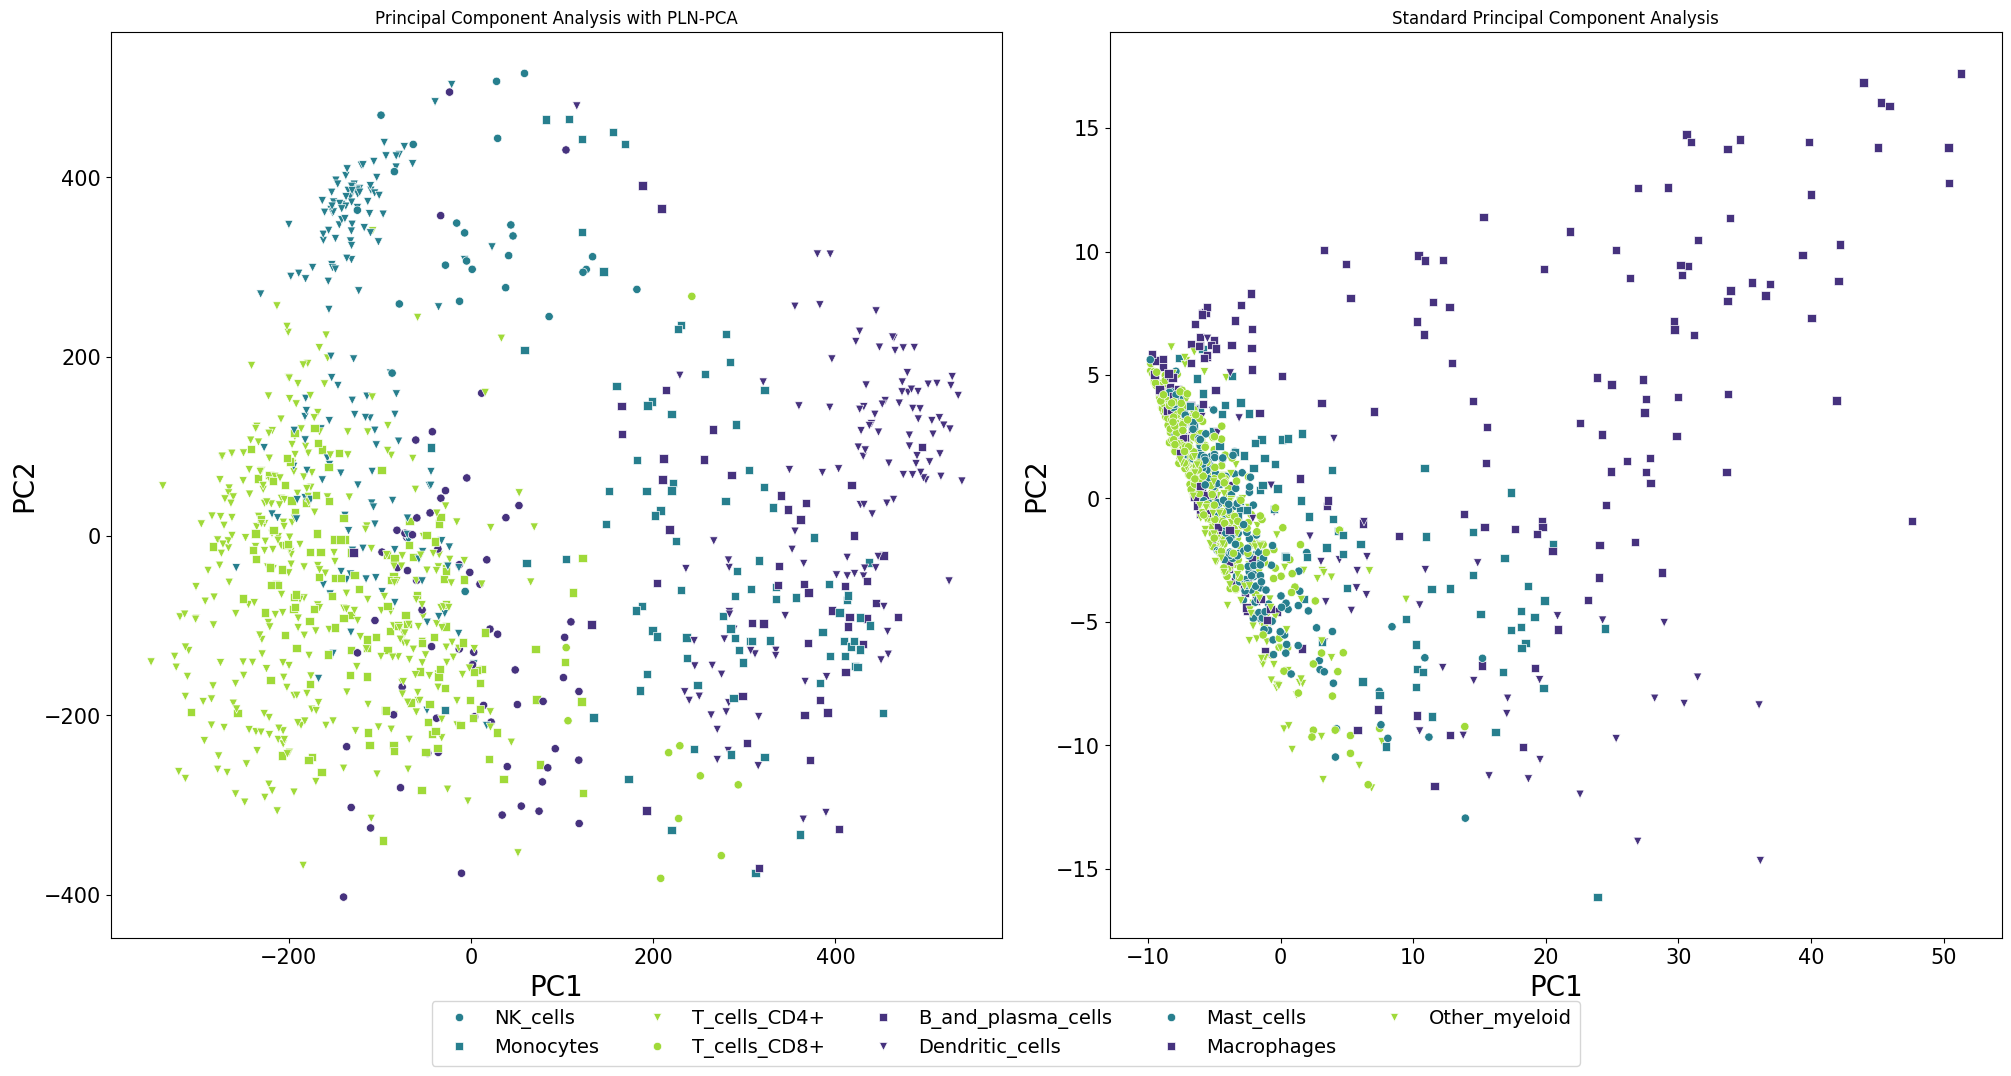 Principal Component Analysis with PLN-PCA
Standard Principal Component Analysis
400
200
0
−200
−400
PC2
−200
0
200
400
PC1
15
10
5
0
−5
−10
−15
PC2
−10
0
10
20
30
40
50
PC1
NK_cells
Monocytes
T_cells_CD4+
T_cells_CD8+
B_and_plasma_cells
Dendritic_cells
Mast_cells
Macrophages
Other_myeloid